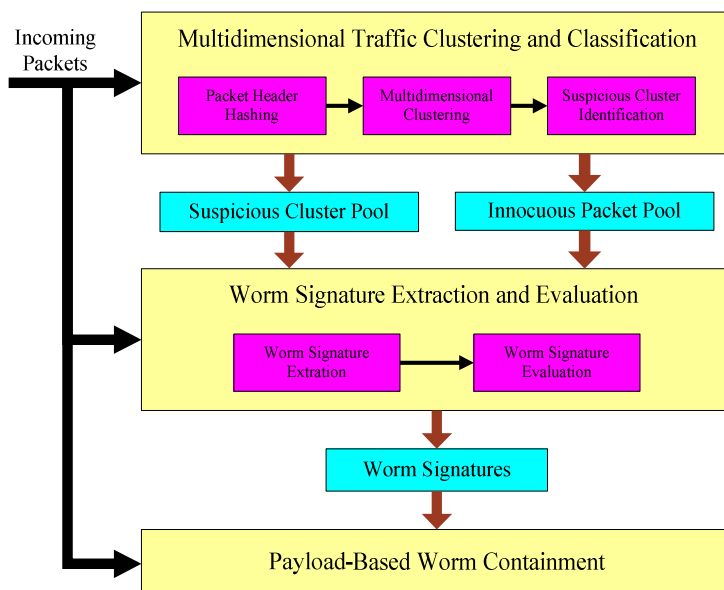 Incoming
Packets
Multidimensional Traffic Clustering and Classification
Packet Header
Hashing
Multidimensional
Clustering
Suspicious Cluster
Identification
Suspicious Cluster Pool
Innocuous Packet Pool
Worm Signature Extraction and Evaluation
Worm Signature
Extration
Worm Signature
Evaluation
Worm Signatures
Payload-Based Worm Containment